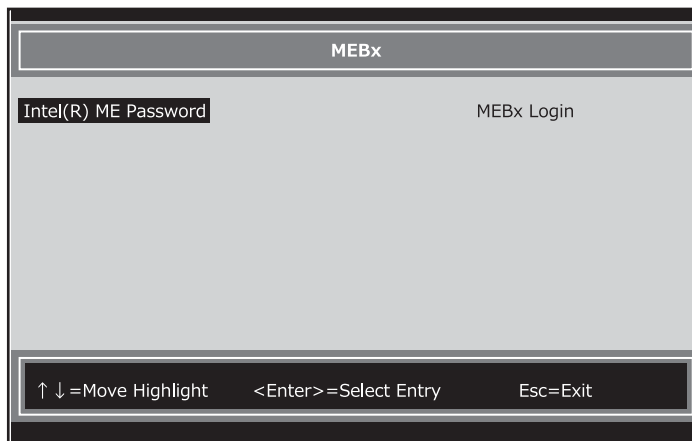 MEBx
Intel(R) ME Password MEBx Login
↑↓=Move Highlight <Enter>=Select Entry Esc=Exit